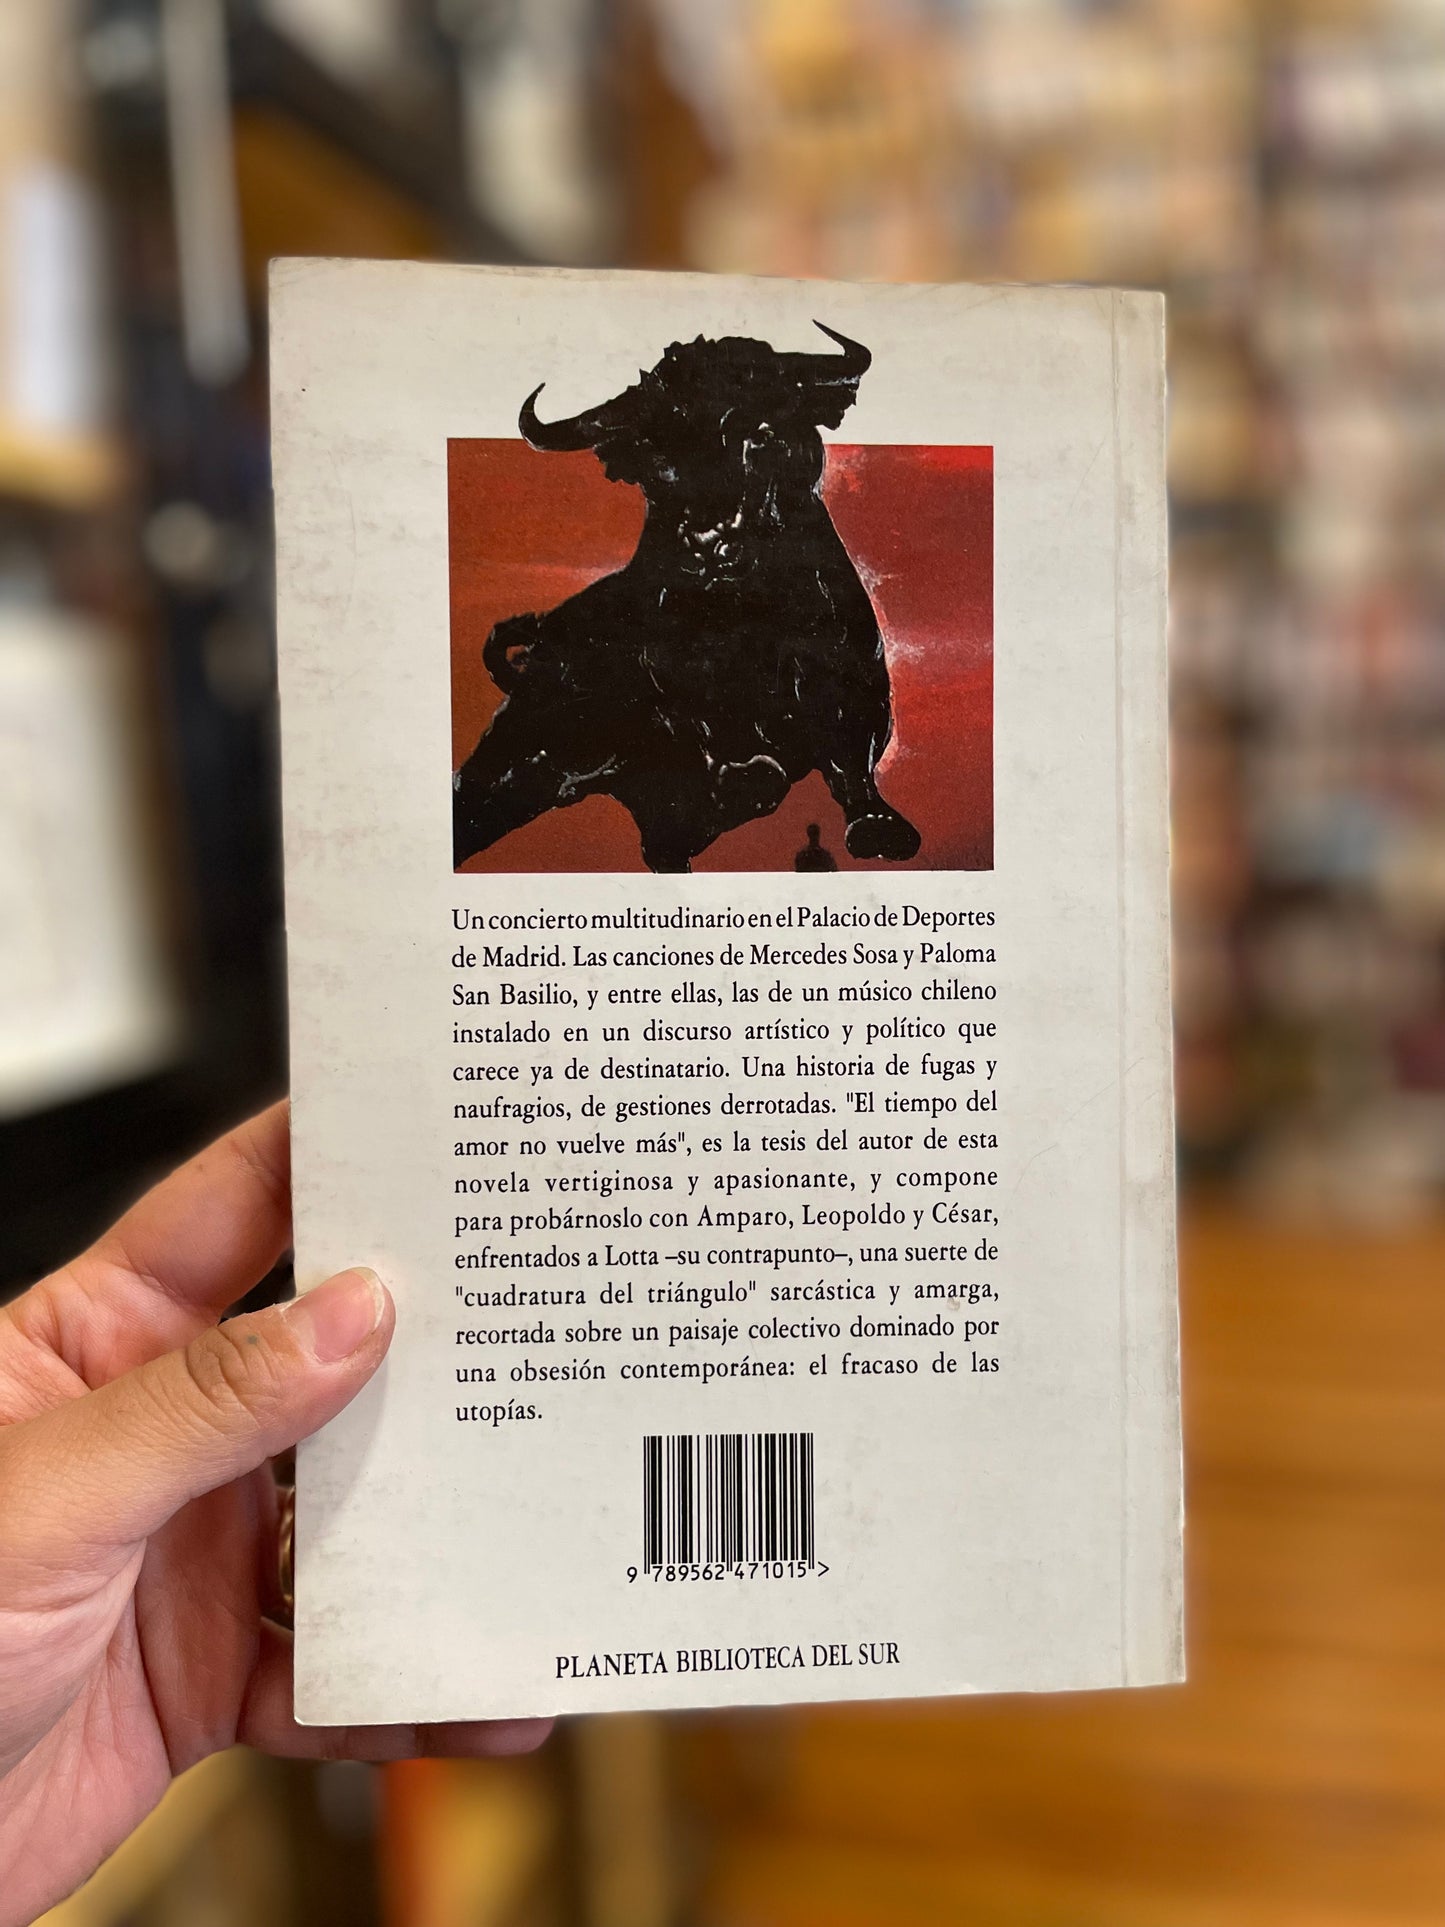 Un concierto multitudinario en el Palacio de Deportes
de Madrid. Las canciones de Mercedes Sosa y Paloma
San Basilio, y entre ellas, las de un músico chileno
instalado en un discurso artístico y político que
carece ya de destinatario. Una historia de fugas y
naufragios, de gestiones derrotadas. "El tiempo del
amor no vuelve más", es la tesis del autor de esta
novela vertiginosa y apasionante, y compone
para probárnoslo con Amparo, Leopoldo y César,
enfrentados a Lotta –su contrapunto–, una suerte de
"cuadratura del triángulo" sarcástica y amarga,
recortada sobre un paisaje colectivo dominado por
una obsesión contemporánea: el fracaso de las
utopías.
9 789562 471015 >
PLANETA BIBLIOTECA DEL SUR